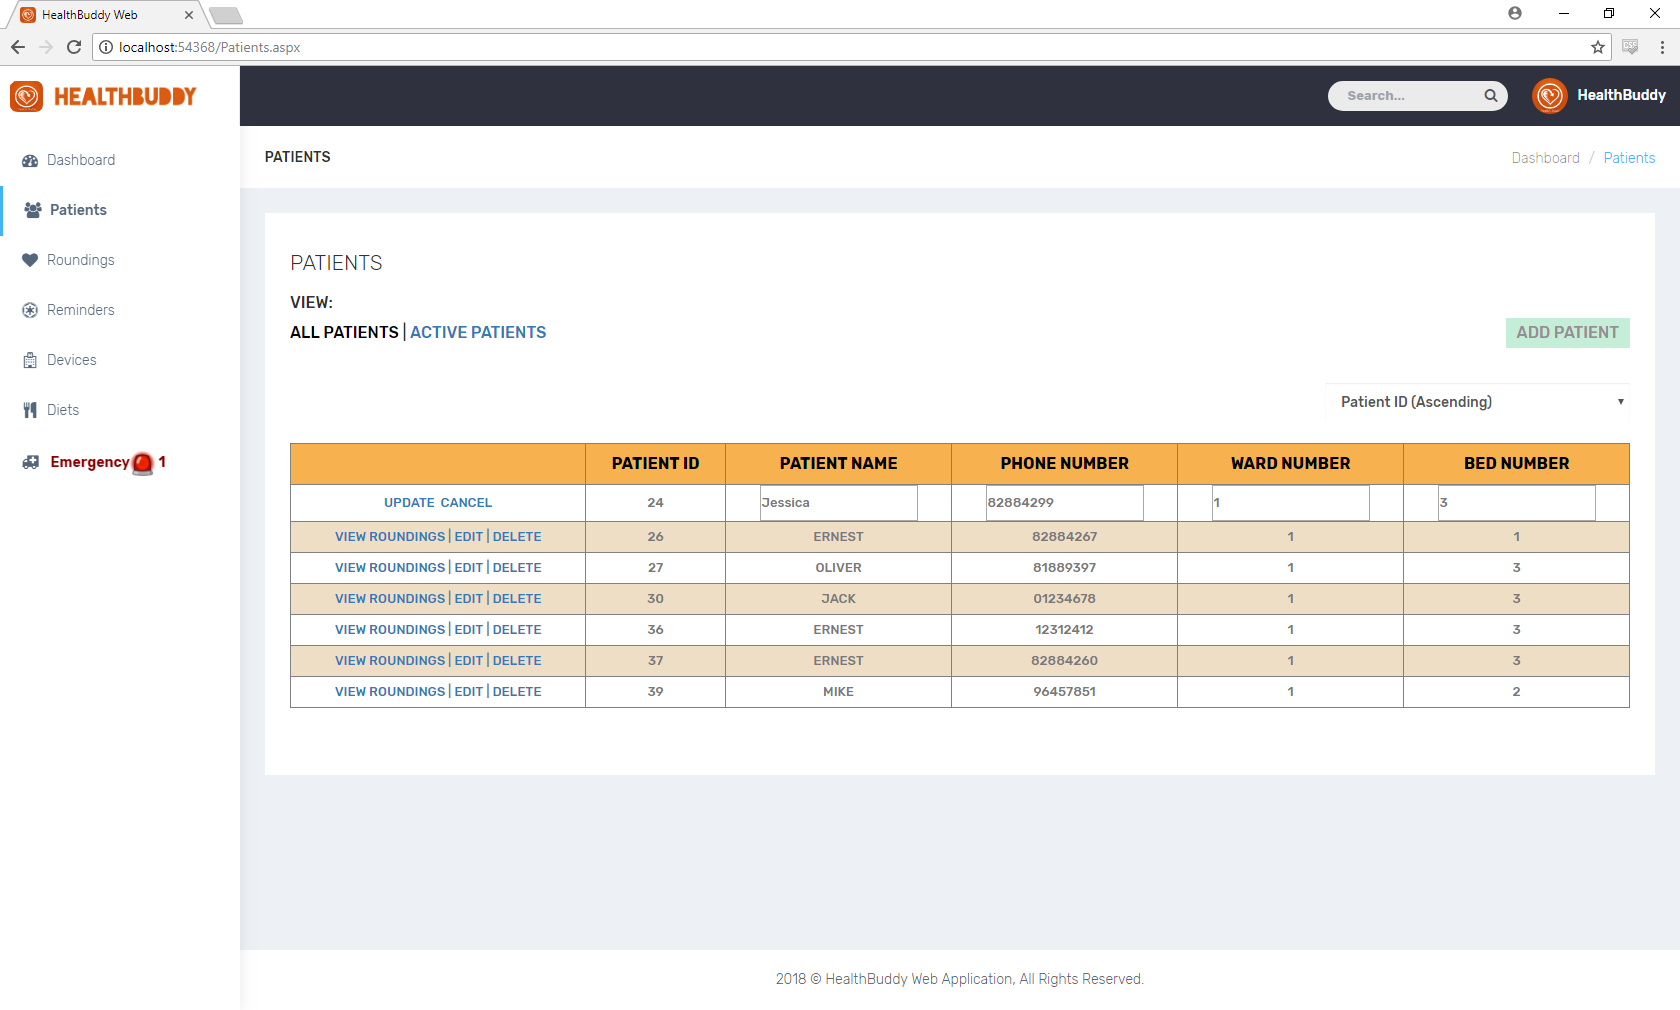 HealthBuddy Web
localhost:54368/Patients.aspx
HEALTHBUDDY
Search...
HealthBuddy
Dashboard
Patients
Roundings
Reminders
Devices
Diets
Emergency 1
PATIENTS
Dashboard / Patients
PATIENTS
VIEW:
ALL PATIENTS | ACTIVE PATIENTS
ADD PATIENT
Patient ID (Ascending)
PATIENT ID PATIENT NAME PHONE NUMBER WARD NUMBER BED NUMBER
UPDATE CANCEL 24 Jessica 82884299 1 3
VIEW ROUNDINGS | EDIT | DELETE 26 ERNEST 82884267 1 1
VIEW ROUNDINGS | EDIT | DELETE 27 OLIVER 81889397 1 3
VIEW ROUNDINGS | EDIT | DELETE 30 JACK 01234678 1 3
VIEW ROUNDINGS | EDIT | DELETE 36 ERNEST 12312412 1 3
VIEW ROUNDINGS | EDIT | DELETE 37 ERNEST 82884260 1 3
VIEW ROUNDINGS | EDIT | DELETE 39 MIKE 96457851 1 2
2018 © HealthBuddy Web Application, All Rights Reserved.